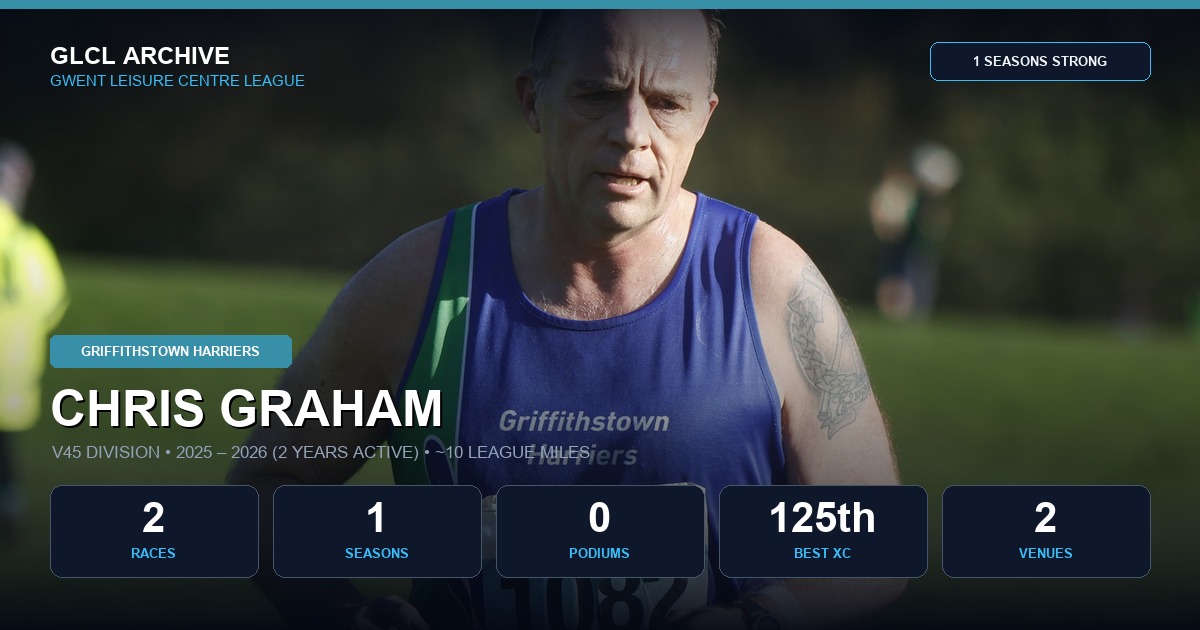 GLCL ARCHIVE
GWENT LEISURE CENTRE LEAGUE
1 SEASONS STRONG
GRIFFITHSTOWN HARRIERS
CHRIS GRAHAM
Griffithstown
Harriers
V45 DIVISION • 2025 – 2026 (2 YEARS ACTIVE) • ~10 LEAGUE MILES
2
RACES
1
SEASONS
0
PODIUMS
125th
BEST XC
2
VENUES
1082